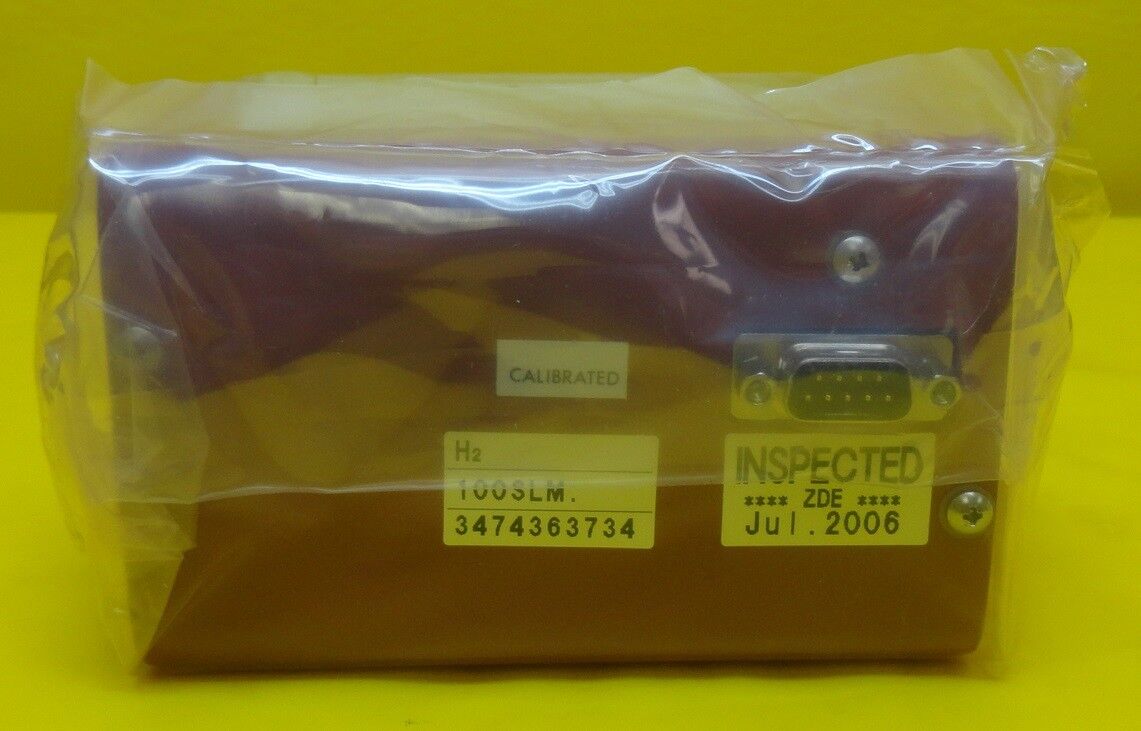 CALIBRATED
H₂
100SLM.
3474363734
INSPECTED
**** ZDE ****
Jul.2006